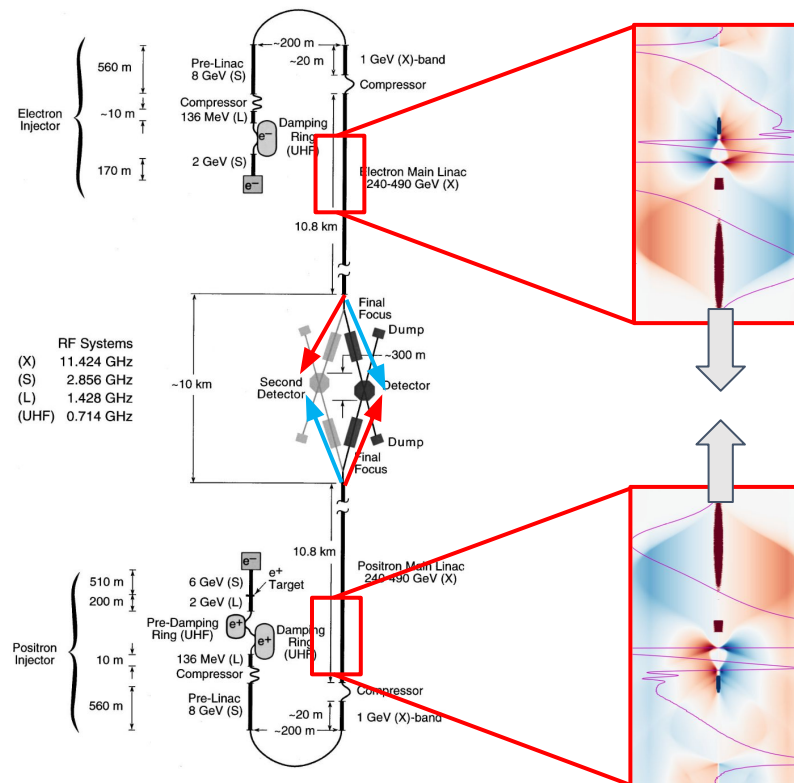 ~200 m
~20 m
1 GeV (X)-band
560 m
Pre-Linac
8 GeV (S)
Compressor
Compressor
Electron
Injector
~10 m
136 MeV (L)
Damping
Ring
(UHF)
e−
2 GeV (S)
170 m
e−
Electron Main Linac
240-490 GeV (X)
10.8 km
Final
Focus
Dump
RF Systems
(X) 11.424 GHz
(S) 2.856 GHz
(L) 1.428 GHz
(UHF) 0.714 GHz
~10 km
~300 m
Second
Detector
Detector
Dump
Final
Focus
10.8 km
e−
Positron Main Linac
240-490 GeV (X)
510 m
6 GeV (S)
e+
Target
200 m
2 GeV (L)
Pre-Damping
Ring (UHF)
e+
e+
Damping
Ring
(UHF)
Positron
Injector
10 m
136 MeV (L)
Compressor
Compressor
560 m
Pre-Linac
8 GeV (S)
~20 m
1 GeV (X)-band
~200 m